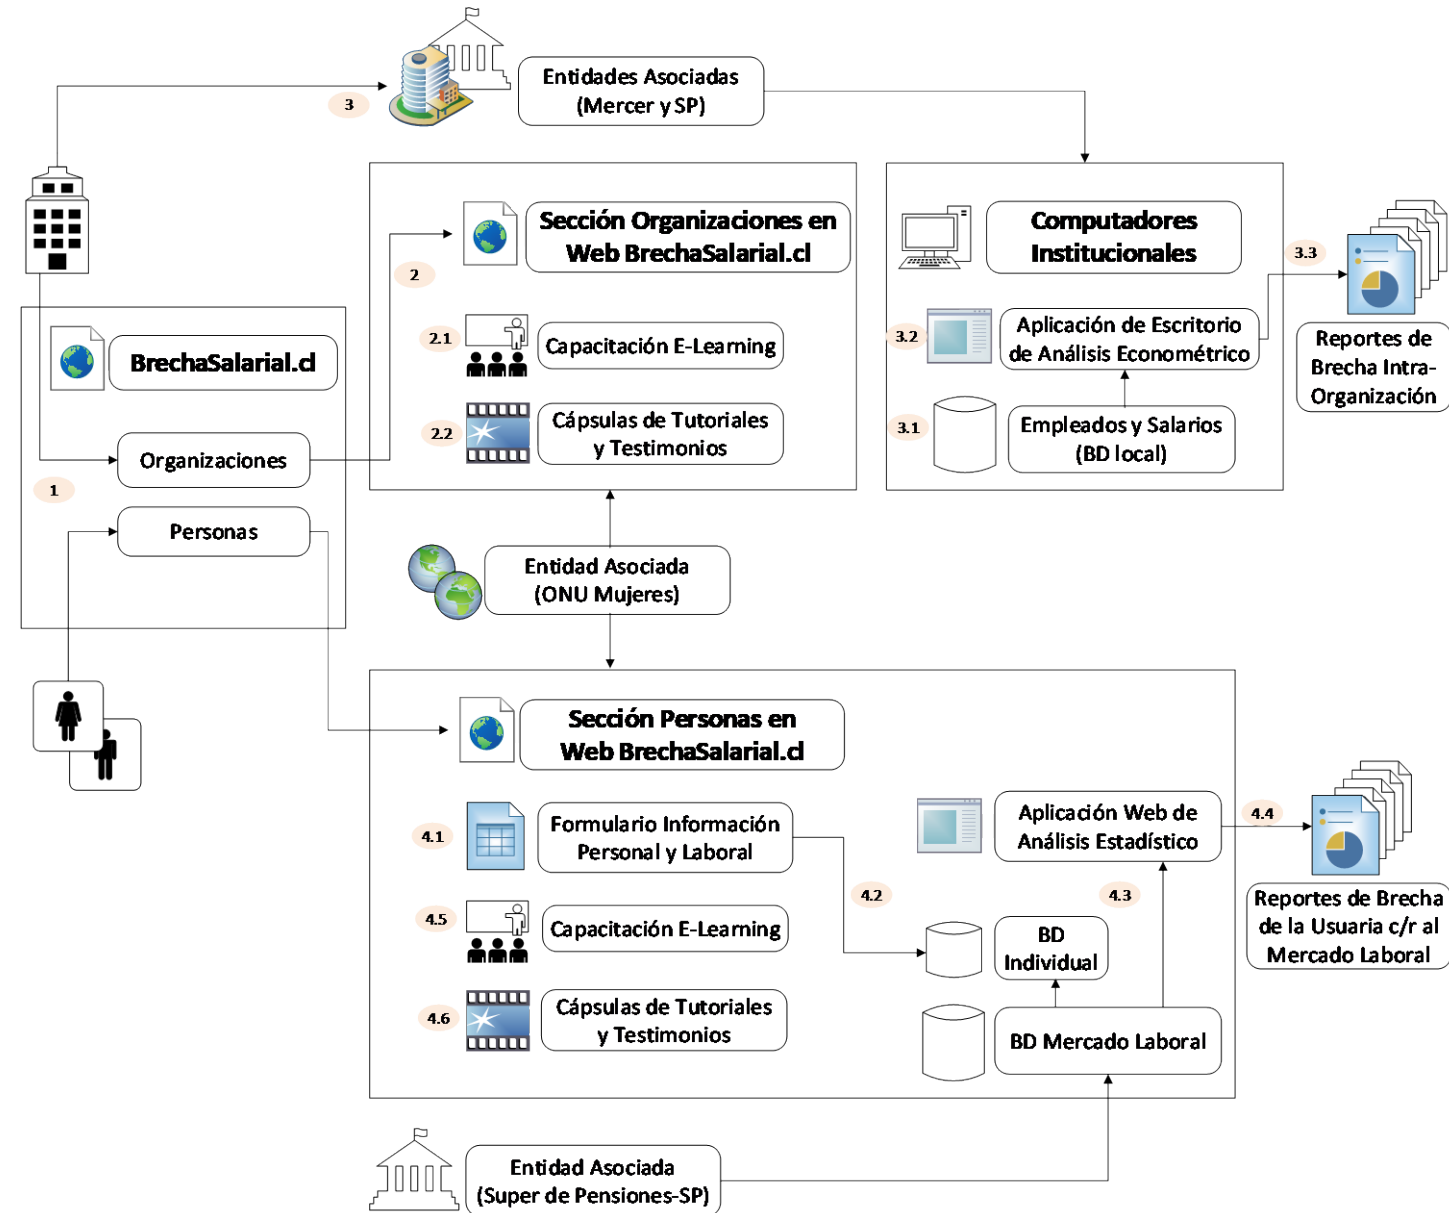 3
Entidades Asociadas
(Mercer y SP)
BrechaSalarial.cl
Organizaciones
1
Personas
2
Sección Organizaciones en
Web BrechaSalarial.cl
2.1
Capacitación E-Learning
2.2
Cápsulas de Tutoriales
y Testimonios
Computadores
Institucionales
3.2
Aplicación de Escritorio
de Análisis Econométrico
3.1
Empleados y Salarios
(BD local)
3.3
Reportes de
Brecha Intra-
Organización
Entidad Asociada
(ONU Mujeres)
Sección Personas en
Web BrechaSalarial.cl
4.1
Formulario Información
Personal y Laboral
4.5
Capacitación E-Learning
4.6
Cápsulas de Tutoriales
y Testimonios
4.2
Aplicación Web de
Análisis Estadístico
4.3
BD
Individual
BD Mercado Laboral
4.4
Reportes de Brecha
de la Usuaria c/r al
Mercado Laboral
Entidad Asociada
(Super de Pensiones-SP)